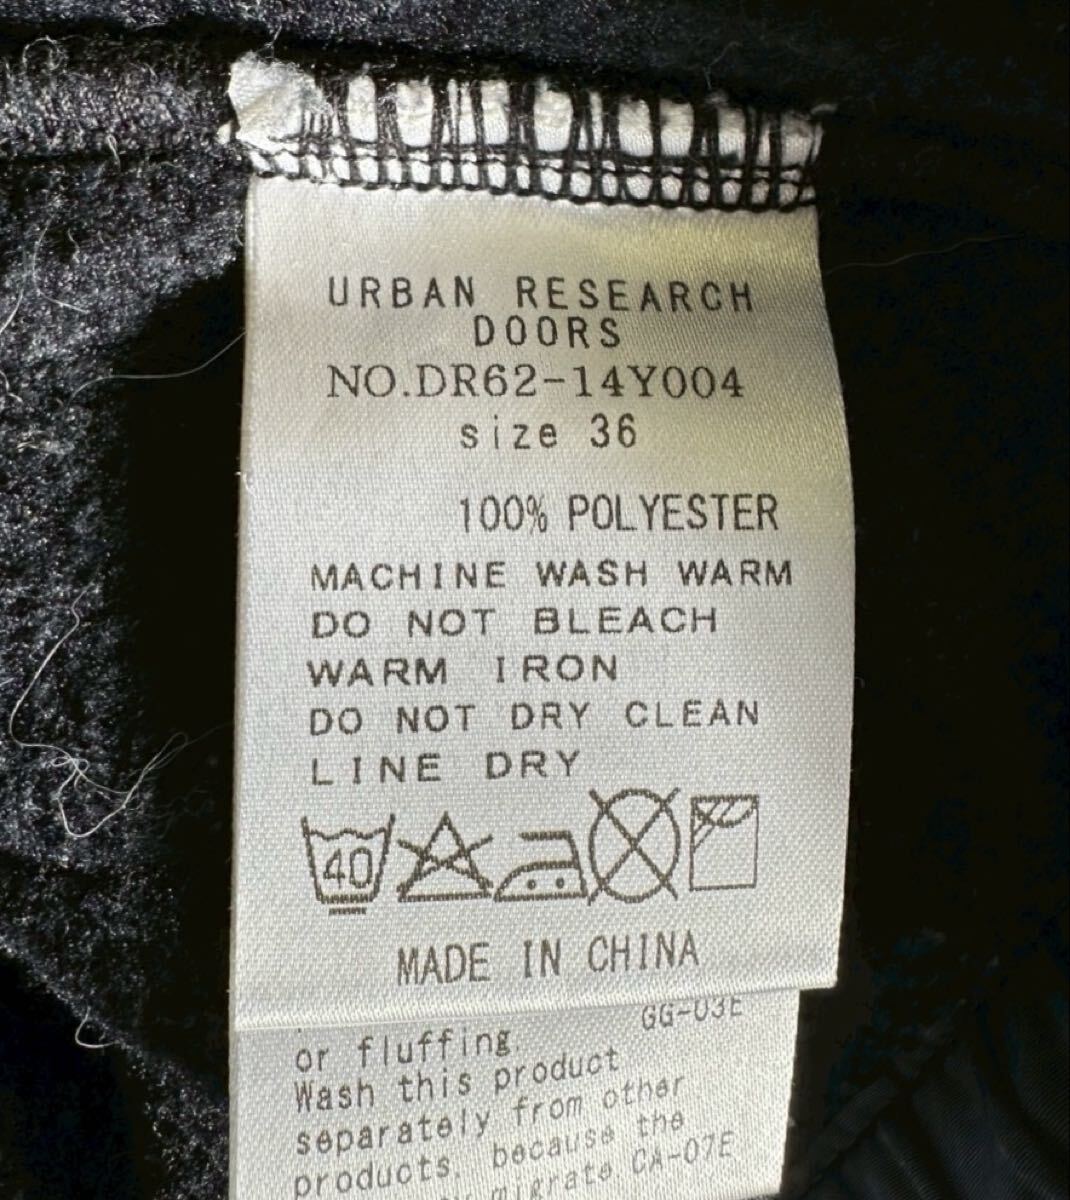 URBAN RESEARCH
DOORS
NO.DR62-14Y004
size 36
100% POLYESTER
MACHINE WASH WARM
DO NOT BLEACH
WARM IRON
DO NOT DRY CLEAN
LINE DRY
40
MADE IN CHINA
GG-03E
or fluffing.
Wash this product
separately from other
products, because the
migrate. CA-07E